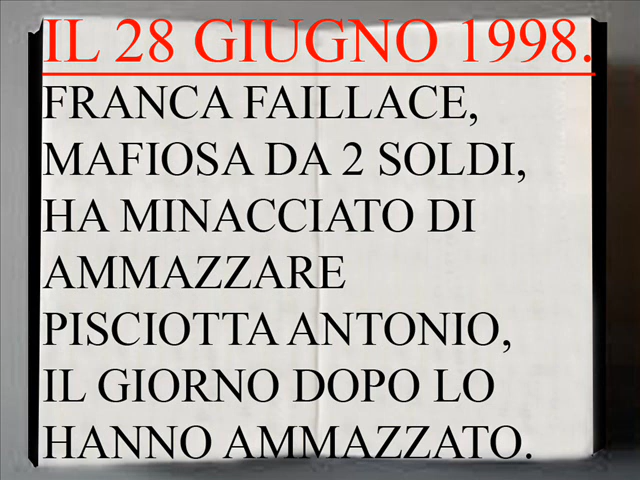 IL 28 GIUGNO 1998.
FRANCA FAILLACE,
MAFIOSA DA 2 SOLDI,
HA MINACCIATO DI
AMMAZZARE
PISCIOTTA ANTONIO,
IL GIORNO DOPO LO
HANNO AMMAZZATO.